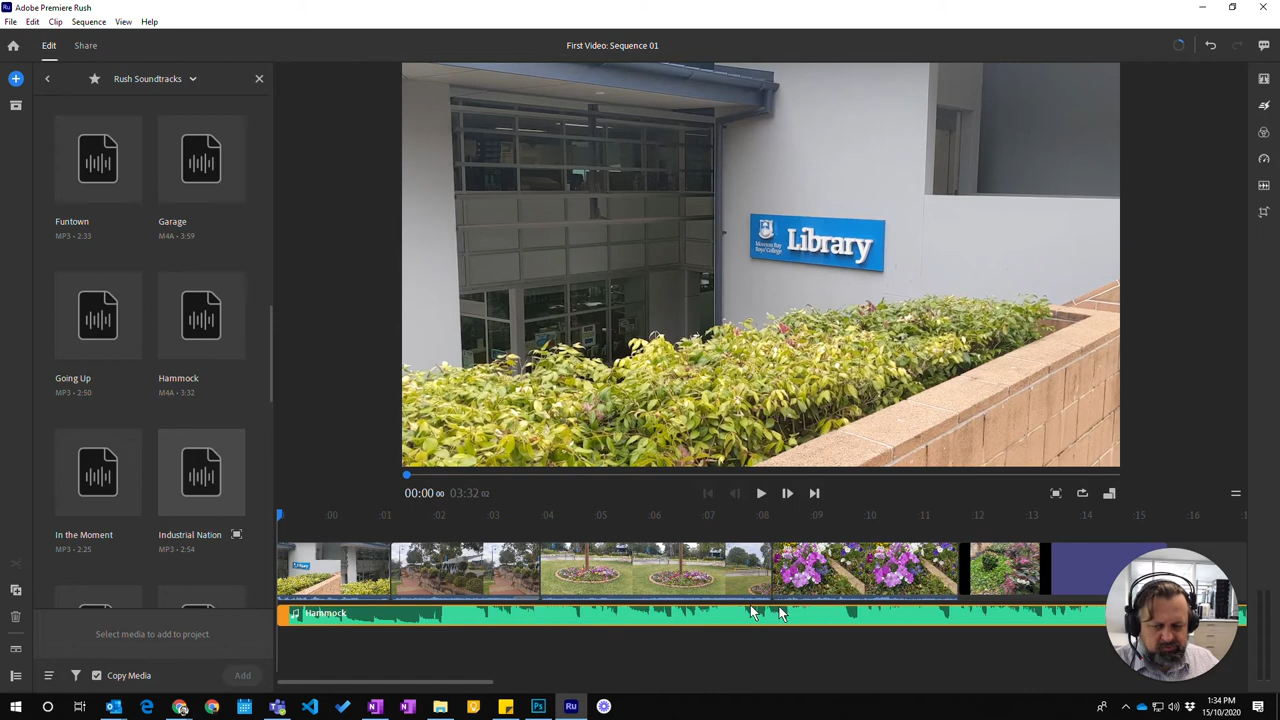 Adobe Premiere Rush
File Edit Clip Sequence View Help
Edit Share
First Video: Sequence 01
Rush Soundtracks
Funtown
MP3 • 2:33
Garage
M4A • 3:59
Going Up
MP3 • 2:50
Hammock
M4A • 3:32
In the Moment
MP3 • 2:25
Industrial Nation
MP3 • 2:54
Select media to add to project.
Copy Media
Add
Moreton Bay
Boys' College
Library
00:00 00
03:32 02
:00 :01 :02 :03 :04 :05 :06 :07 :08 :09 :10 :11 :12 :13 :14 :15 :16
Hammock
1:34 PM
15/10/2020